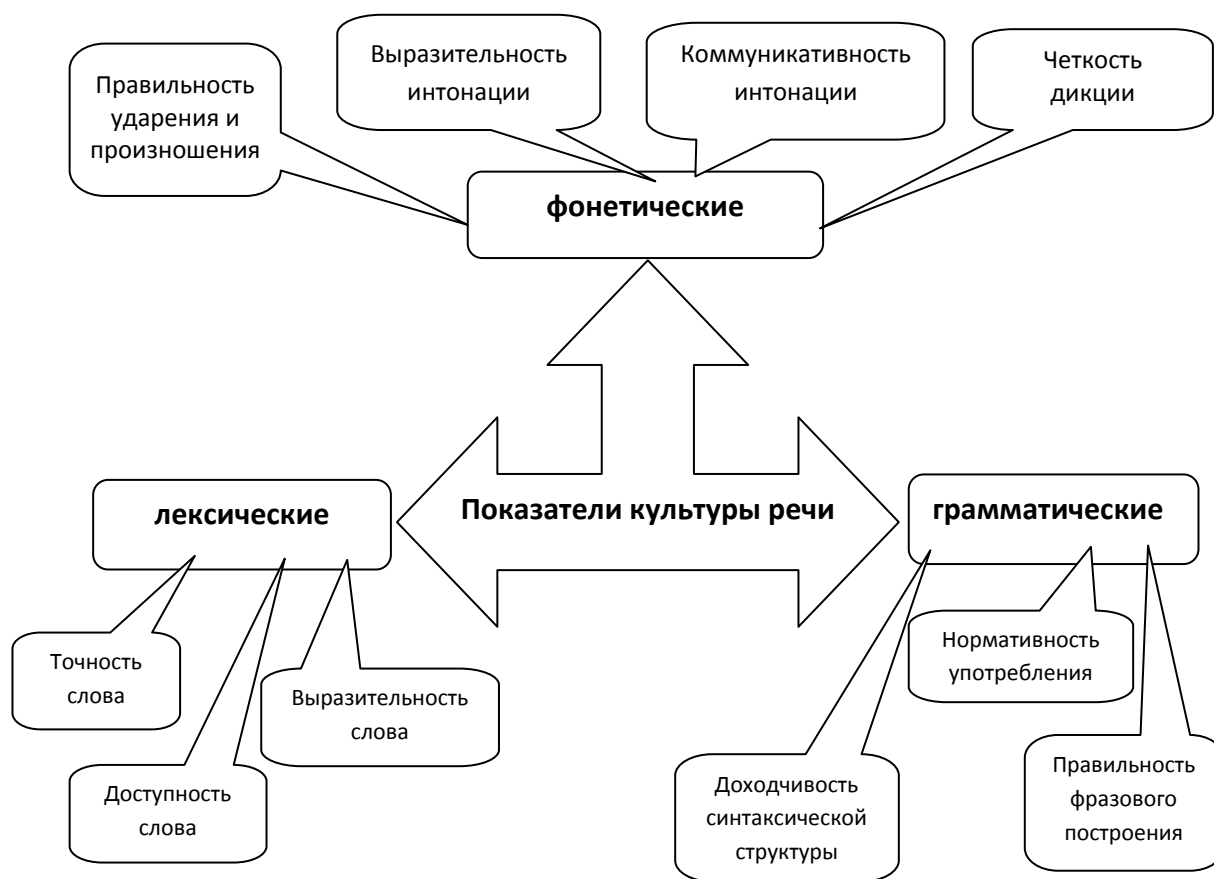 Правильность
ударения и
произношения
Выразительность
интонации
Коммуникативность
интонации
Четкость
дикции
фонетические
Показатели культуры речи
лексические
Точность
слова
Доступность
слова
Выразительность
слова
грамматические
Доходчивость
синтаксической
структуры
Нормативность
употребления
Правильность
фразового
построения